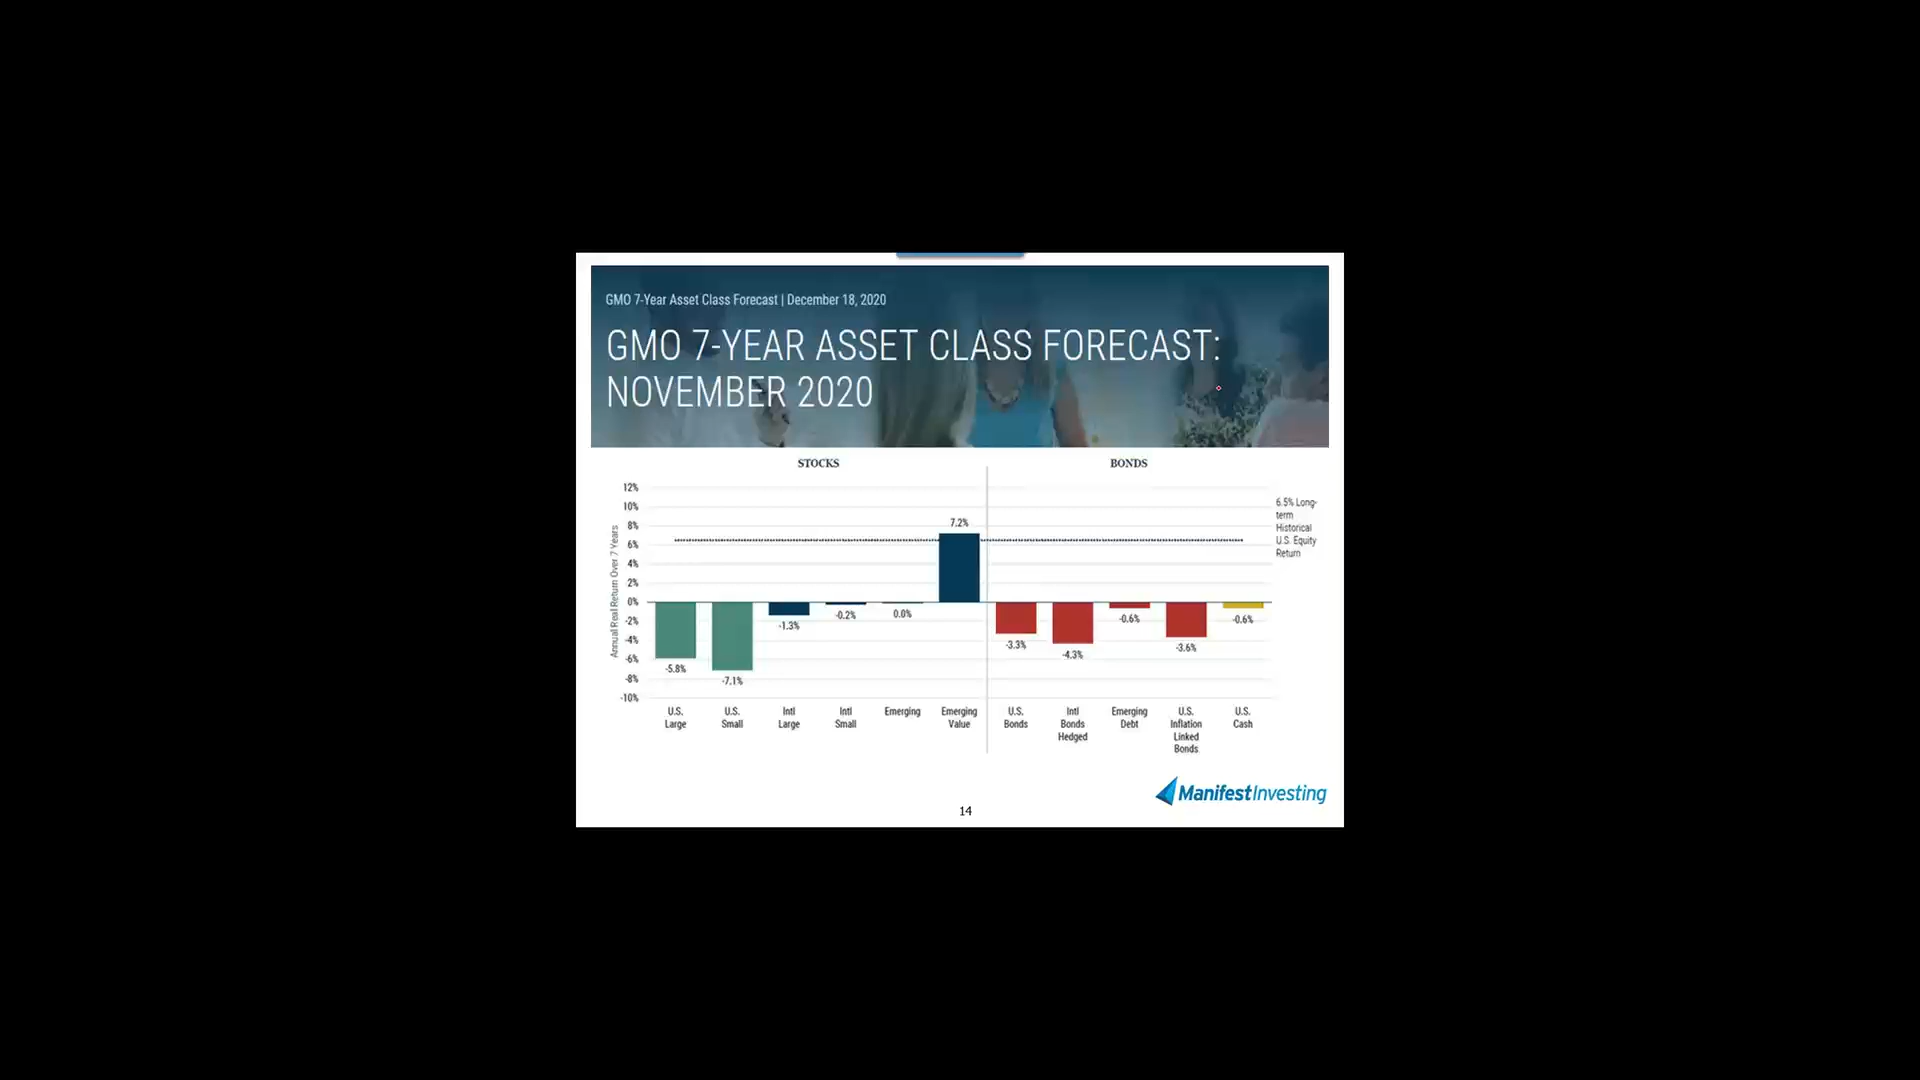 GMO 7-Year Asset Class Forecast | December 18, 2020
GMO 7-YEAR ASSET CLASS FORECAST:
NOVEMBER 2020
STOCKS
BONDS
Annual Real Return Over 7 Years
12%
10%
8%
6%
4%
2%
0%
-2%
-4%
-6%
-8%
-10%
-5.8%
-7.1%
-1.3%
-0.2%
0.0%
7.2%
-3.3%
-4.3%
-0.6%
-3.6%
-0.6%
6.5% Long-
term
Historical
U.S. Equity
Return
U.S.
Large
U.S.
Small
Intl
Large
Intl
Small
Emerging
Emerging
Value
U.S.
Bonds
Intl
Bonds
Hedged
Emerging
Debt
U.S.
Inflation
Linked
Bonds
U.S.
Cash
ManifestInvesting
14